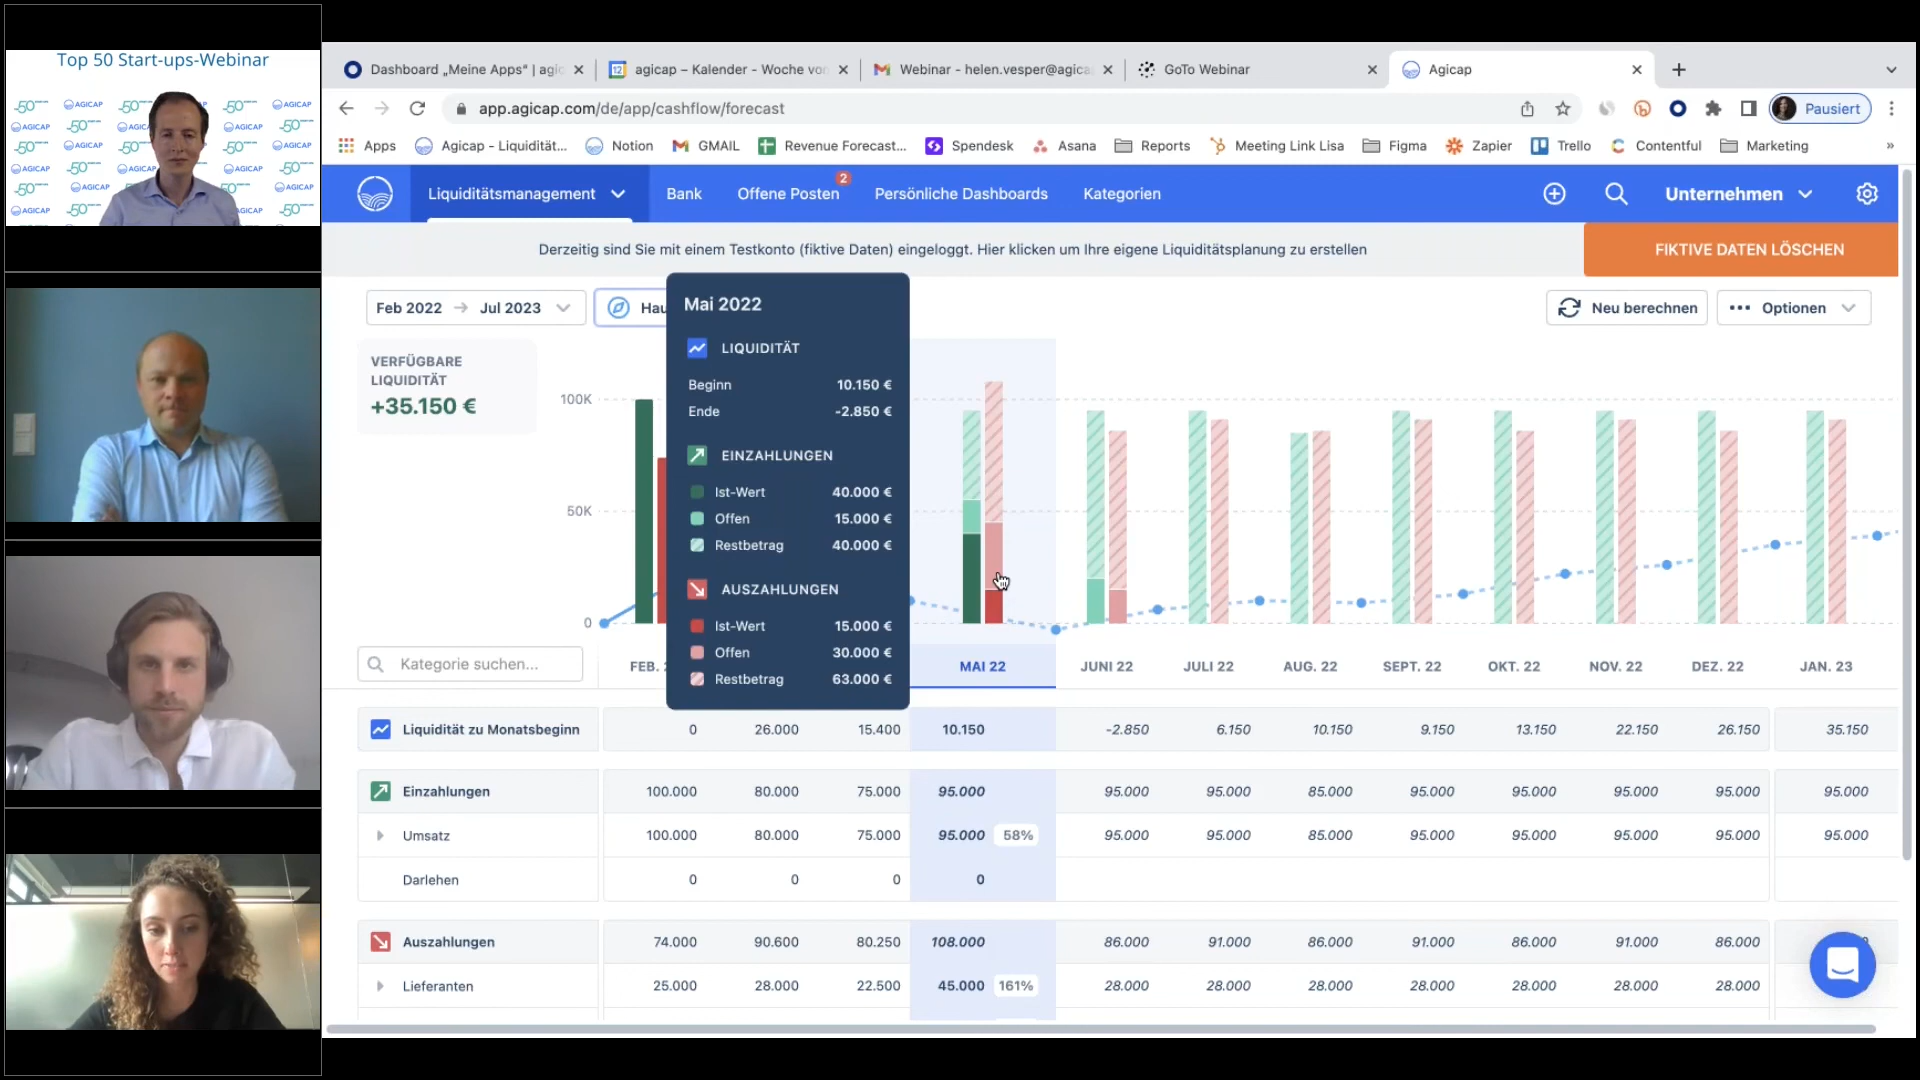 Top 50 Start-ups-Webinar
Dashboard „Meine Apps“ | agic
agicap – Kalender - Woche vo
Webinar - helen.vesper@agica
GoTo Webinar
Agicap
app.agicap.com/de/app/cashflow/forecast
Pausiert
Apps
Agicap - Liquidität...
Notion
GMAIL
Revenue Forecast...
Spendesk
Asana
Reports
Meeting Link Lisa
Figma
Zapier
Trello
Contentful
Marketing
»
Liquiditätsmanagement
Bank
Offene Posten
2
Persönliche Dashboards
Kategorien
Unternehmen
Derzeitig sind Sie mit einem Testkonto (fiktive Daten) eingeloggt. Hier klicken um Ihre eigene Liquiditätsplanung zu erstellen
FIKTIVE DATEN LÖSCHEN
Feb 2022 → Jul 2023
Hau
Neu berechnen
Optionen
VERFÜGBARE
LIQUIDITÄT
+35.150 €
100K
50K
0
Mai 2022
LIQUIDITÄT
Beginn 10.150 €
Ende -2.850 €
EINZAHLUNGEN
Ist-Wert 40.000 €
Offen 15.000 €
Restbetrag 40.000 €
AUSZAHLUNGEN
Ist-Wert 15.000 €
Offen 30.000 €
Restbetrag 63.000 €
Kategorie suchen...
FEB. MAI 22 JUNI 22 JULI 22 AUG. 22 SEPT. 22 OKT. 22 NOV. 22 DEZ. 22 JAN. 23
Liquidität zu Monatsbeginn 0 26.000 15.400 10.150 -2.850 6.150 10.150 9.150 13.150 22.150 26.150 35.150
Einzahlungen 100.000 80.000 75.000 95.000 95.000 95.000 85.000 95.000 95.000 95.000 95.000 95.000
Umsatz 100.000 80.000 75.000 95.000 58% 95.000 95.000 85.000 95.000 95.000 95.000 95.000 95.000
Darlehen 0 0 0 0
Auszahlungen 74.000 90.600 80.250 108.000 86.000 91.000 86.000 91.000 86.000 91.000 86.000
Lieferanten 25.000 28.000 22.500 45.000 161% 28.000 28.000 28.000 28.000 28.000 28.000 28.000